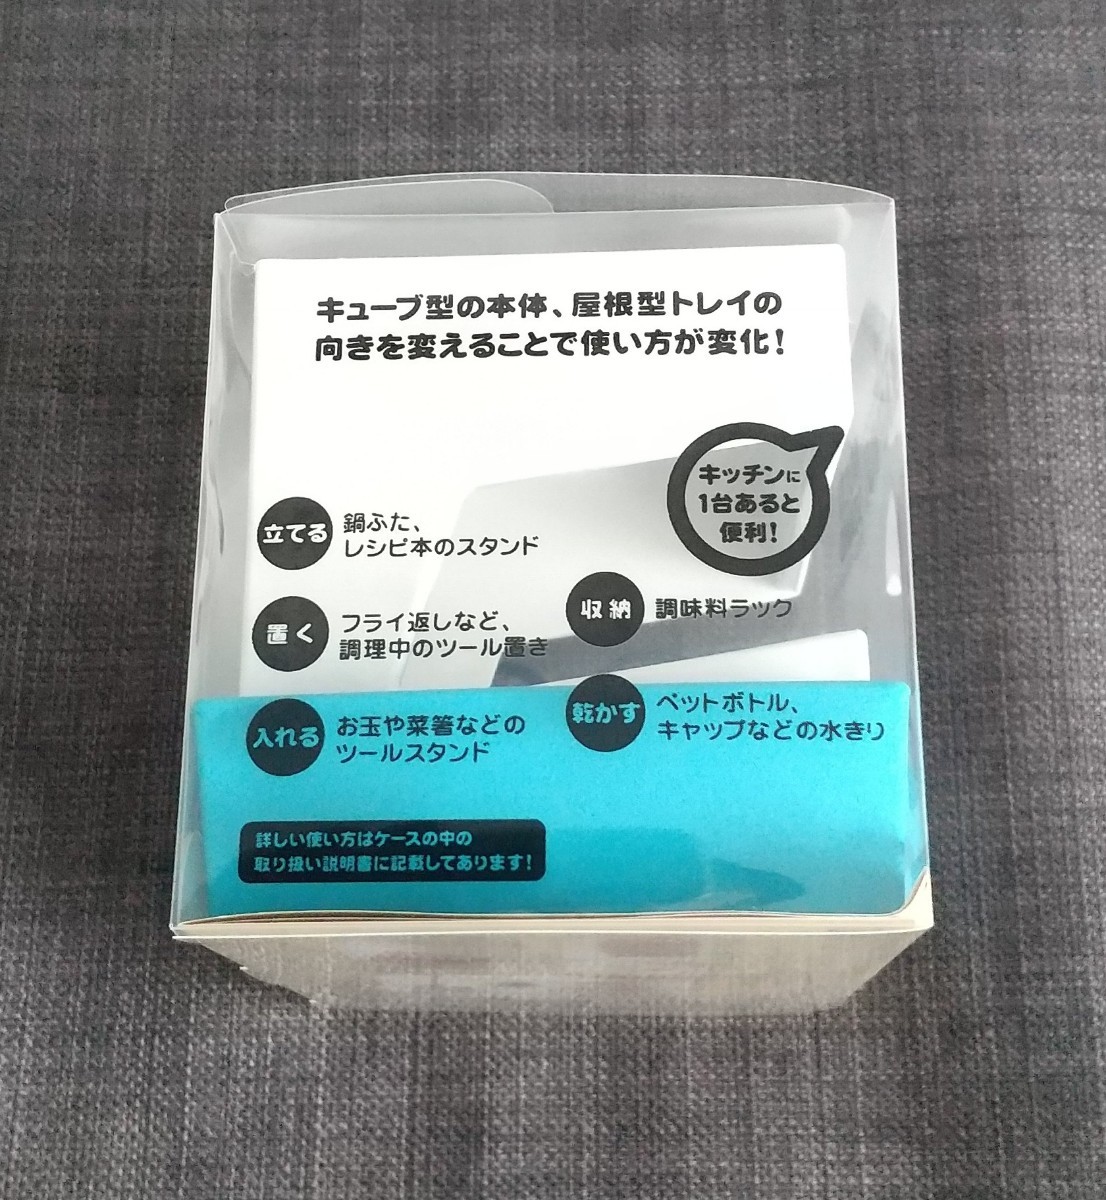 キューブ型の本体、屋根型トレイの
向きを変えることで使い方が変化!
キッチンに
1台あると
便利!
立てる
鍋ふた、
レシピ本のスタンド
置く
フライ返しなど、
調理中のツール置き
入れる
お玉や菜箸などの
ツールスタンド
収納
調味料ラック
乾かす
ペットボトル、
キャップなどの水きり
詳しい使い方はケースの中の
取り扱い説明書に記載してあります!